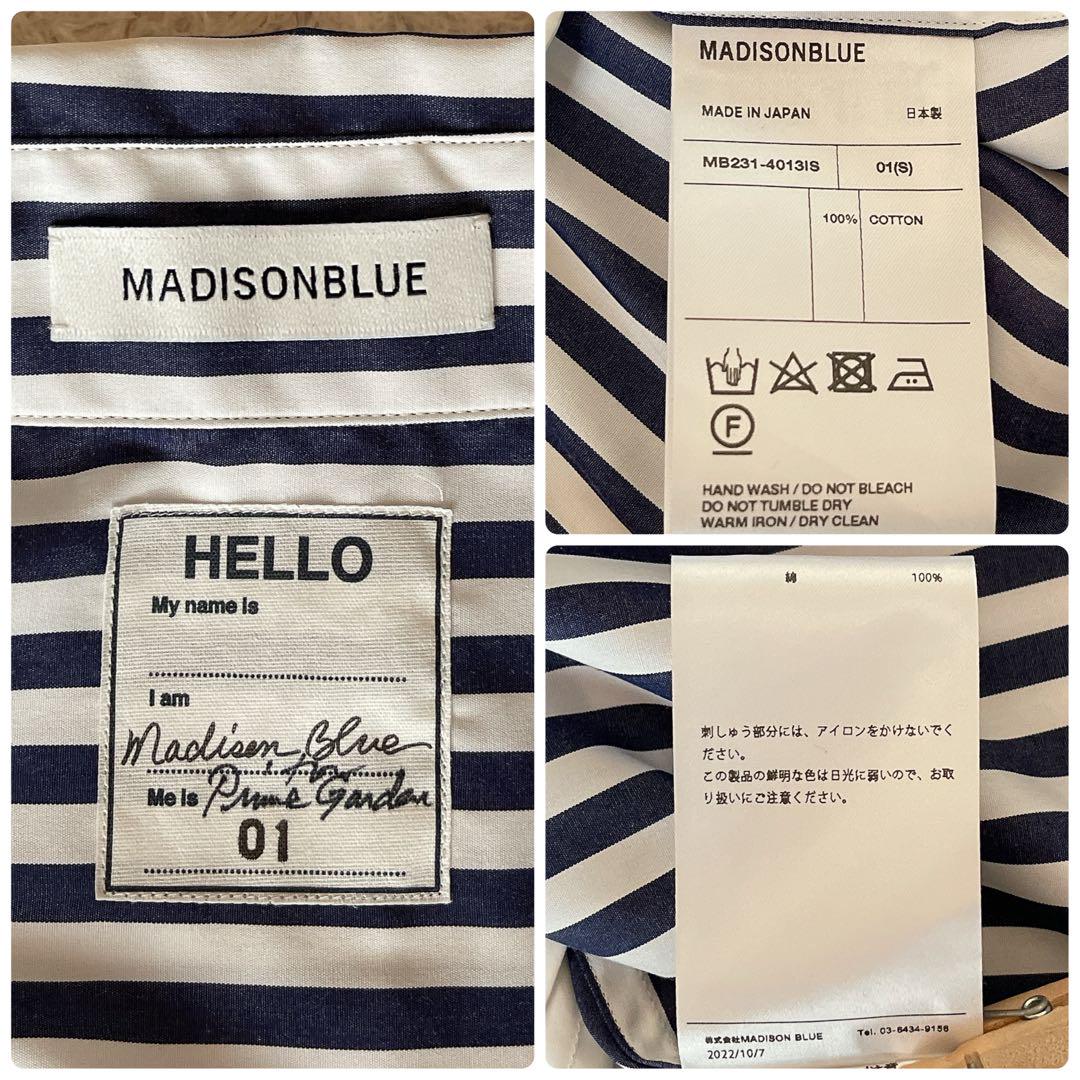 MADISONBLUE
HELLO
My name is
I am
Madison Blue
for
Me is Prime Garden
01
MADISONBLUE
MADE IN JAPAN 日本製
MB231-4013IS 01(S)
100% COTTON
F
HAND WASH / DO NOT BLEACH
DO NOT TUMBLE DRY
WARM IRON / DRY CLEAN
綿 100%
刺しゅう部分には、アイロンをかけないでく
ださい。
この製品の鮮明な色は日光に弱いので、お取
り扱いにご注意ください。
株式会社MADISON BLUE Tel. 03-6434-9156
2022/10/7